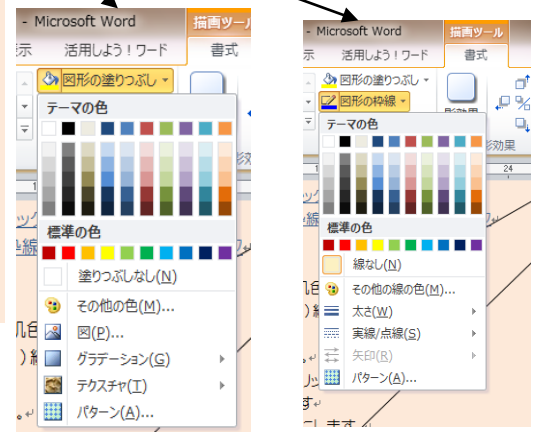 - Microsoft Word
描画ツール
示
活用しよう!ワード
書式
図形の塗りつぶし
テーマの色
標準の色
塗りつぶしなし(N)
その他の色(M)...
図(P)...
グラデーション(G)
テクスチャ(T)
パターン(A)...
- Microsoft Word
描画ツール
示
活用しよう!ワード
書式
図形の塗りつぶし
図形の枠線
テーマの色
24
標準の色
線なし(N)
その他の線の色(M)...
太さ(W)
実線/点線(S)
矢印(R)
パターン(A)...